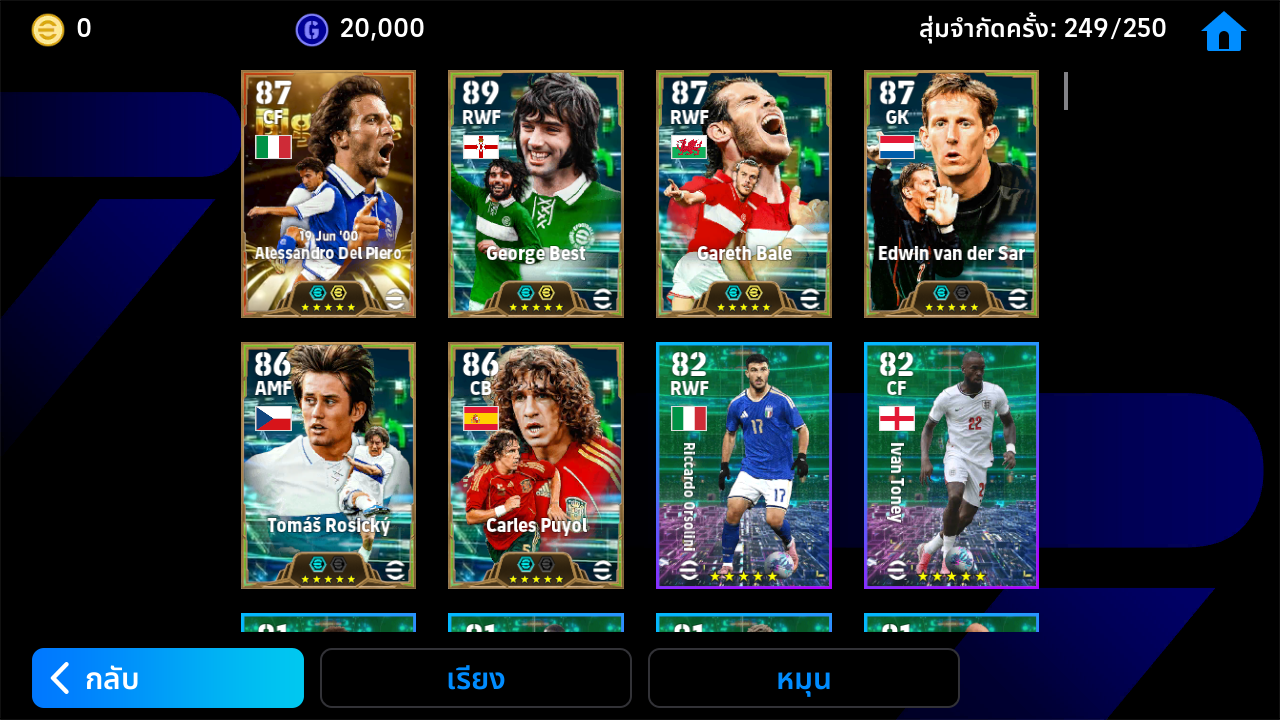 0
20,000
สุ่มจำกัดครั้ง: 249/250
87
CF
19 Jun '00
Alessandro Del Piero
89
RWF
George Best
87
RWF
Gareth Bale
87
GK
Edwin van der Sar
86
AMF
Tomáš Rosický
86
CB
Carles Puyol
82
RWF
Riccardo Orsolini
17
17
82
CF
Ivan Toney
22
กลับ
เรียง
หมุน